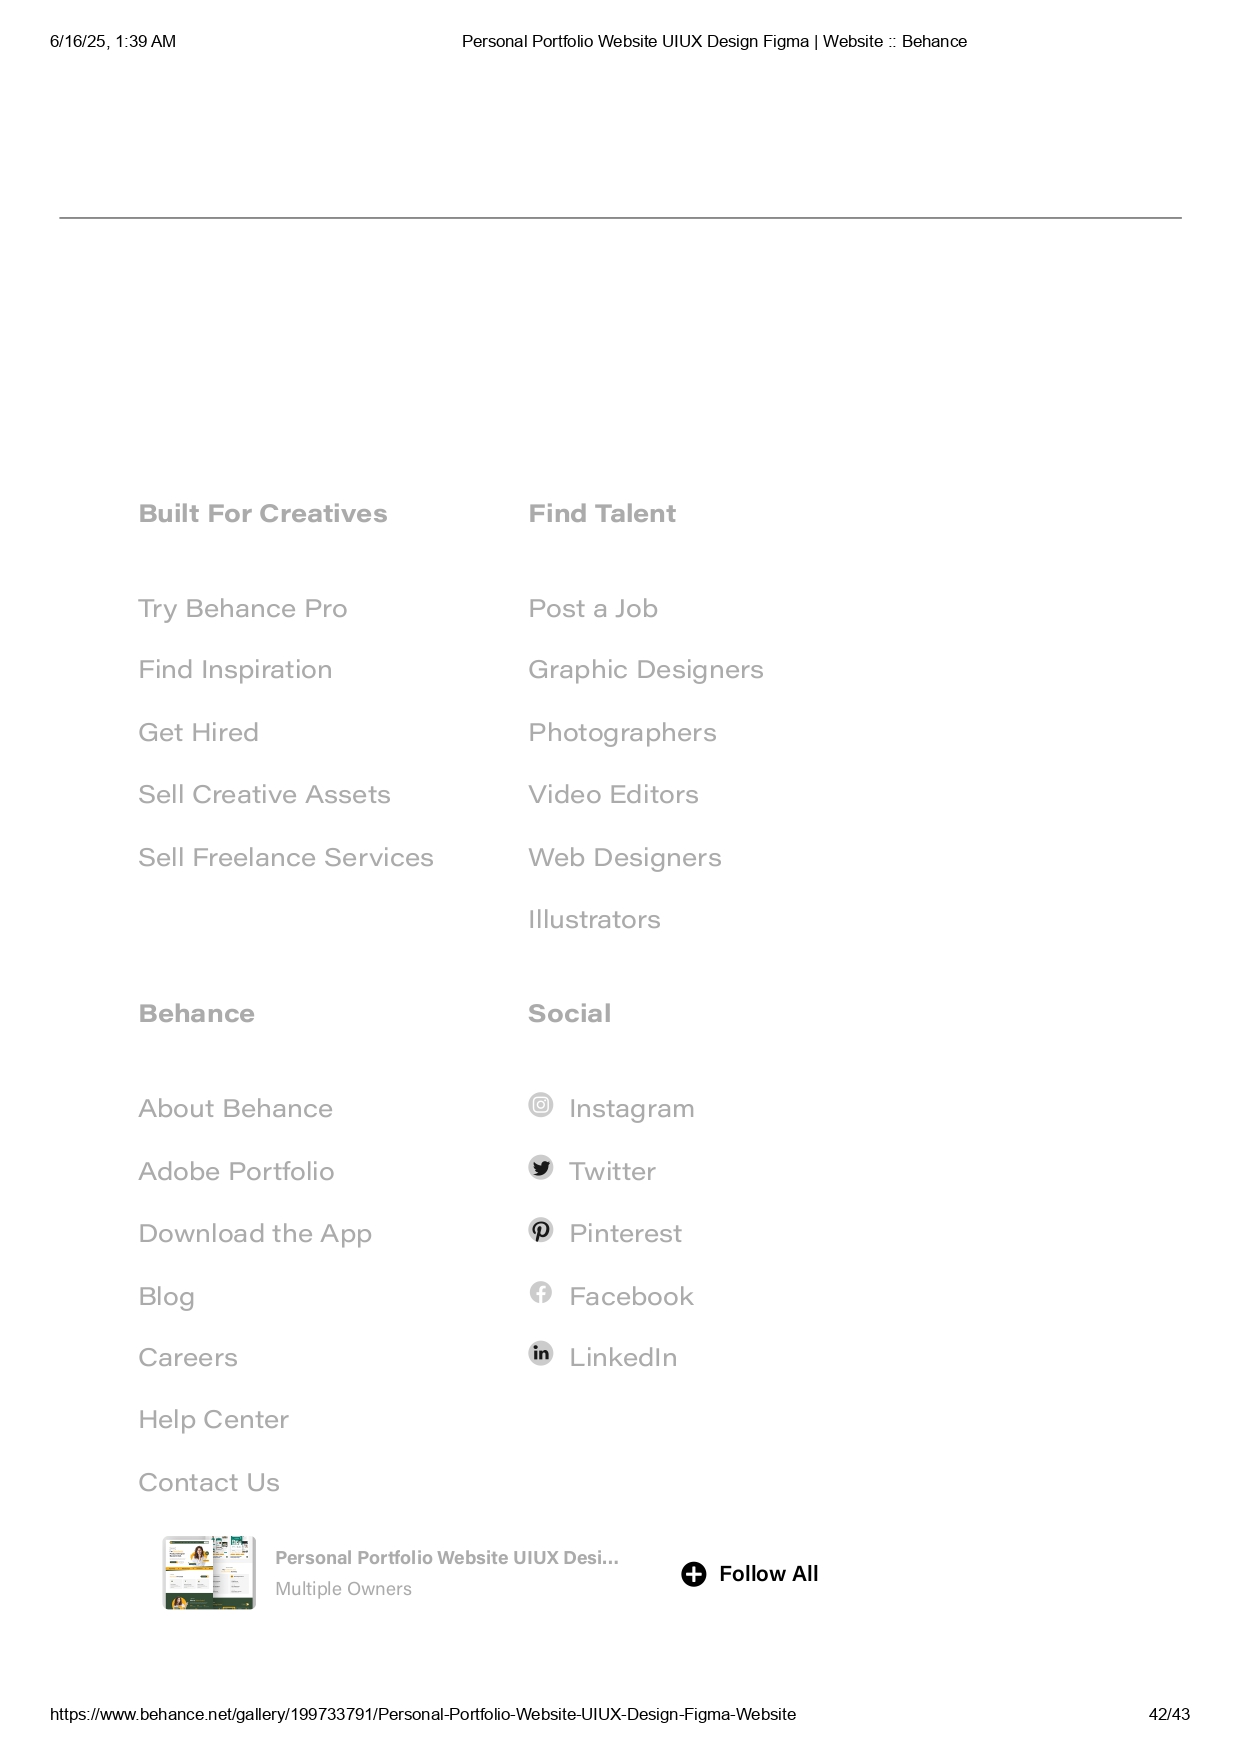 6/16/25, 1:39 AM
Personal Portfolio Website UIUX Design Figma | Website :: Behance
Built For Creatives
Try Behance Pro
Find Inspiration
Get Hired
Sell Creative Assets
Sell Freelance Services
Find Talent
Post a Job
Graphic Designers
Photographers
Video Editors
Web Designers
Illustrators
Behance
About Behance
Adobe Portfolio
Download the App
Blog
Careers
Help Center
Contact Us
Social
Instagram
Twitter
Pinterest
Facebook
LinkedIn
Personal Portfolio Website UIUX Desi...
Multiple Owners
Follow All
https://www.behance.net/gallery/199733791/Personal-Portfolio-Website-UIUX-Design-Figma-Website
42/43